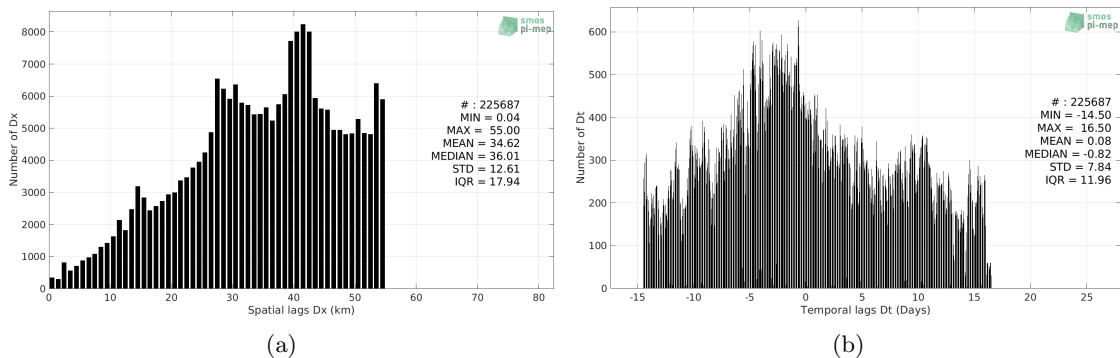 8000
7000
6000
5000
4000
3000
2000
1000
0
Number of Dx
0 10 20 30 40 50 60 70 80
Spatial lags Dx (km)
smos
pi-mep
# : 225687
MIN = 0.04
MAX = 55.00
MEAN = 34.62
MEDIAN = 36.01
STD = 12.61
IQR = 17.94
(a)
600
500
400
300
200
100
0
Number of Dt
-15 -10 -5 0 5 10 15 20 25
Temporal lags Dt (Days)
smos
pi-mep
# : 225687
MIN = -14.50
MAX = 16.50
MEAN = 0.08
MEDIAN = -0.82
STD = 7.84
IQR = 11.96
(b)